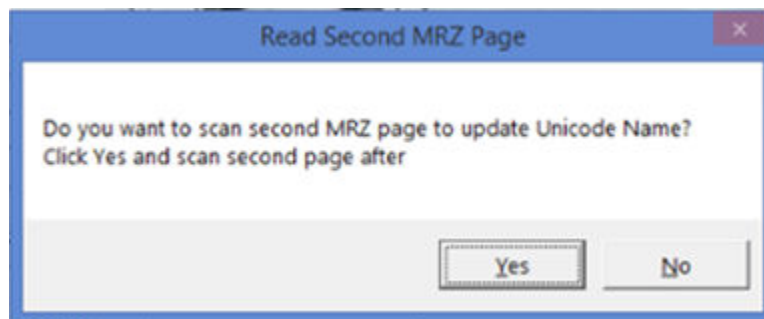 Read Second MRZ Page
Do you want to scan second MRZ page to update Unicode Name?
Click Yes and scan second page after
Yes
No